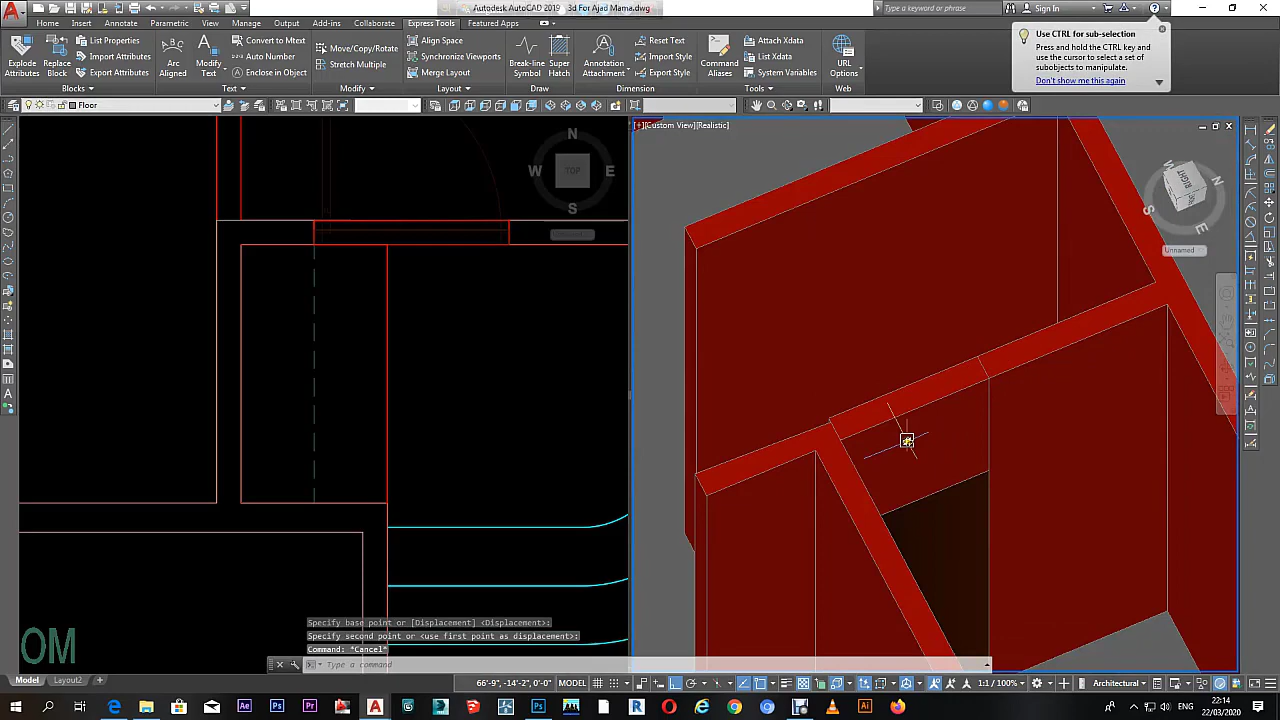 Autodesk AutoCAD 2019   3d For Ajad Mama.dwg
Type a keyword or phrase
Sign In
Home Insert Annotate Parametric View Manage Output Add-ins Collaborate Express Tools Featured Apps
Explode Attributes
Replace Block
List Properties
Import Attributes
Export Attributes
Blocks
Arc Aligned
Modify Text
Convert to Mtext
Auto Number
Enclose in Object
Text
Move/Copy/Rotate
Stretch Multiple
Modify
Align Space
Synchronize Viewports
Merge Layout
Layout
Break-line Symbol
Super Hatch
Draw
Annotation Attachment
Reset Text
Import Style
Export Style
Dimension
Command Aliases
Attach Xdata
List Xdata
System Variables
Tools
URL Options
Web
Use CTRL for sub-selection
Press and hold the CTRL key and use the cursor to select a set of subobjects to manipulate.
Don't show me this again
Floor
[+][Custom View][Realistic]
N
W TOP E
S
Unnamed
RIGHT
W
N
S
E
Unnamed
OM
Specify base point or [Displacement] <Displacement>:
Specify second point or <use first point as displacement>:
Command: *Cancel*
Type a command
Model Layout2 +
66'-9", -14'-2", 0'-0" MODEL
1:1 / 100%
Architectural
Ae Ps Pr A Ps R Ai
ENG
22:14
22/03/2020